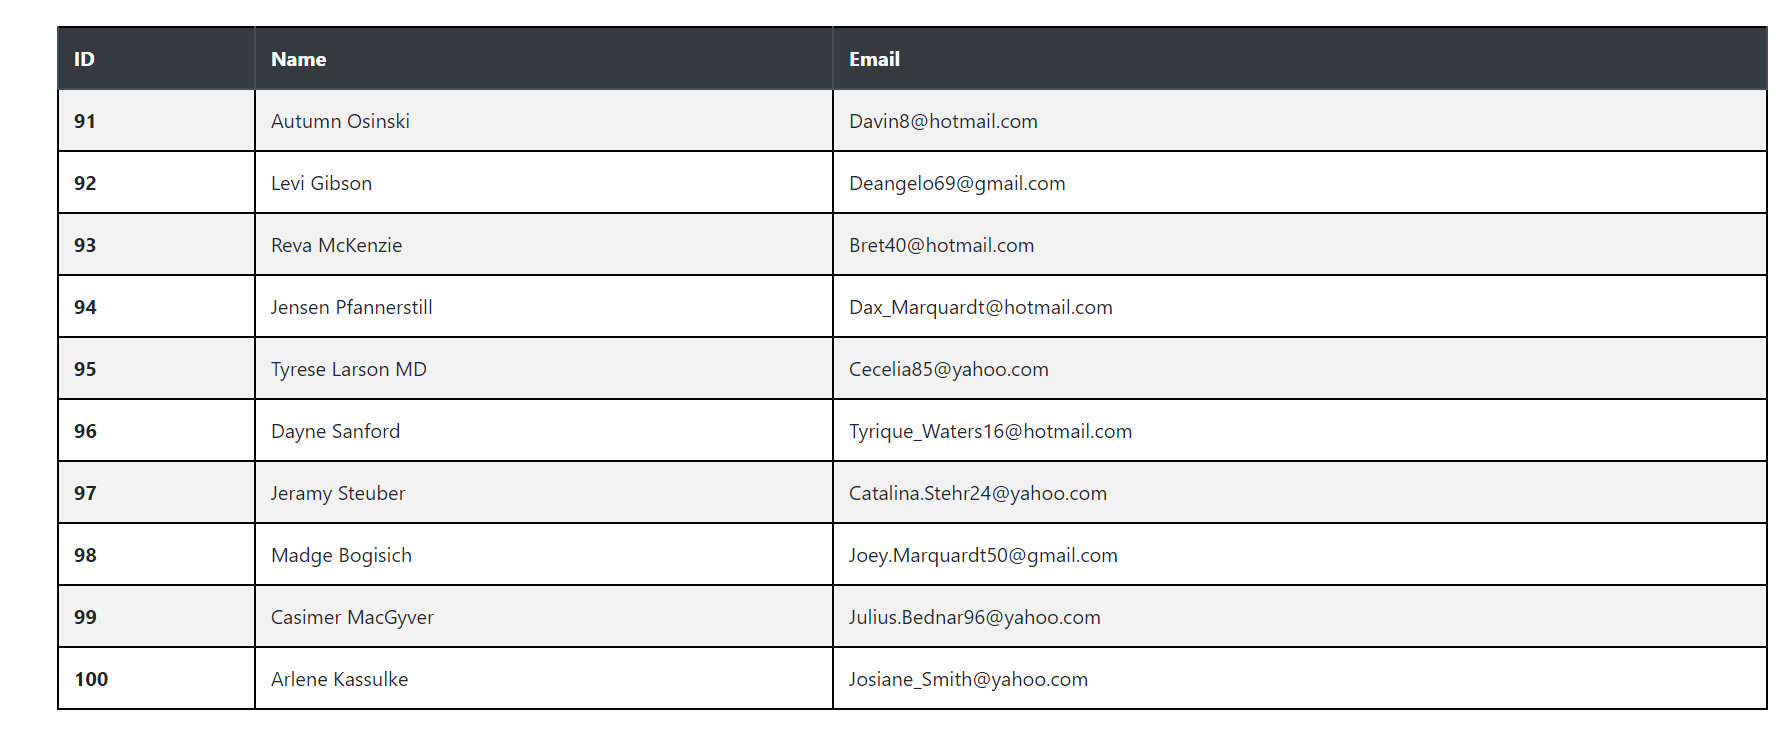 ID Name Email
91 Autumn Osinski Davin8@hotmail.com
92 Levi Gibson Deangelo69@gmail.com
93 Reva McKenzie Bret40@hotmail.com
94 Jensen Pfannerstill Dax_Marquardt@hotmail.com
95 Tyrese Larson MD Cecelia85@yahoo.com
96 Dayne Sanford Tyrique_Waters16@hotmail.com
97 Jeramy Steuber Catalina.Stehr24@yahoo.com
98 Madge Bogisich Joey.Marquardt50@gmail.com
99 Casimer MacGyver Julius.Bednar96@yahoo.com
100 Arlene Kassulke Josiane_Smith@yahoo.com